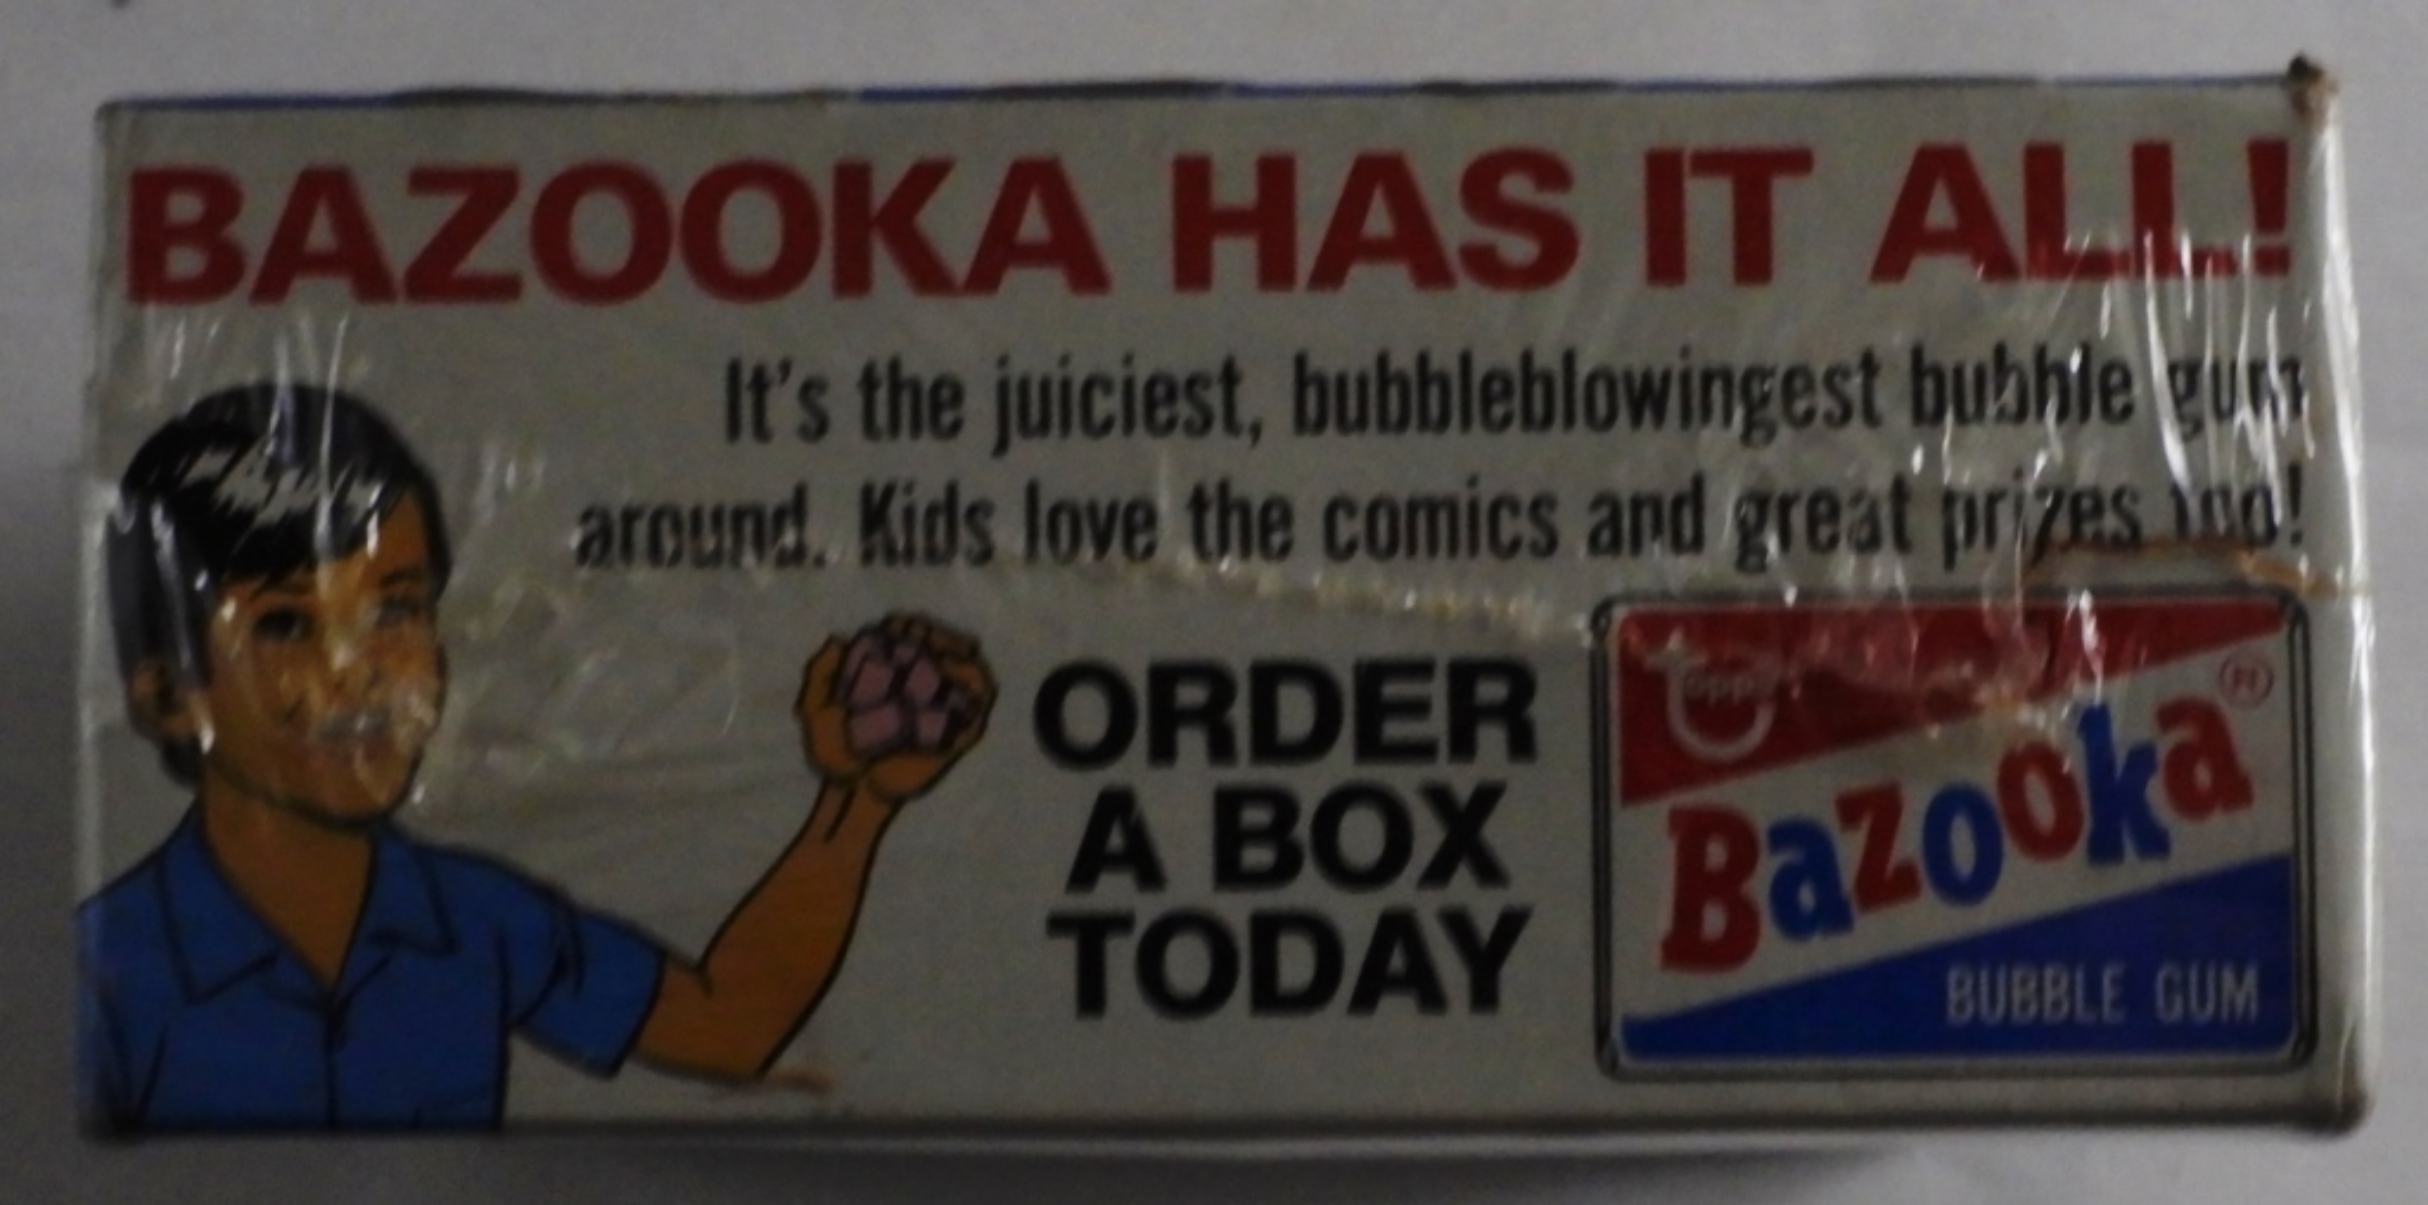 BAZOOKA HAS IT ALL!
It's the juiciest, bubbleblowingest bubble gum
around. Kids love the comics and great prizes too!
ORDER
A BOX
TODAY
Topps
Bazooka
BUBBLE GUM